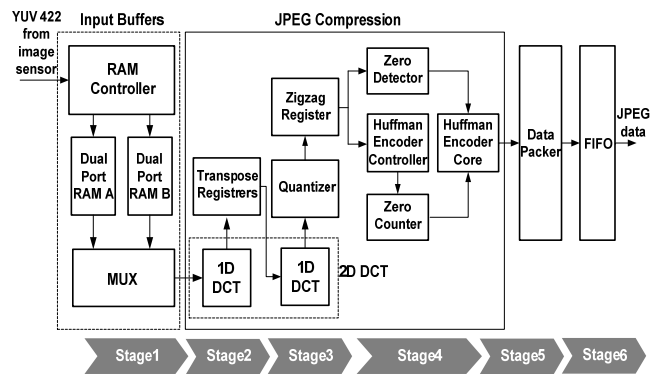 YUV 422
from
image
sensor
Input Buffers
JPEG Compression
RAM
Controller
Dual
Port
RAM A
Dual
Port
RAM B
MUX
Transpose
Registrers
1D
DCT
1D
DCT
2D DCT
Zigzag
Register
Quantizer
Zero
Detector
Huffman
Encoder
Controller
Zero
Counter
Huffman
Encoder
Core
Data
Packer
FIFO
JPEG
data
Stage1
Stage2
Stage3
Stage4
Stage5
Stage6